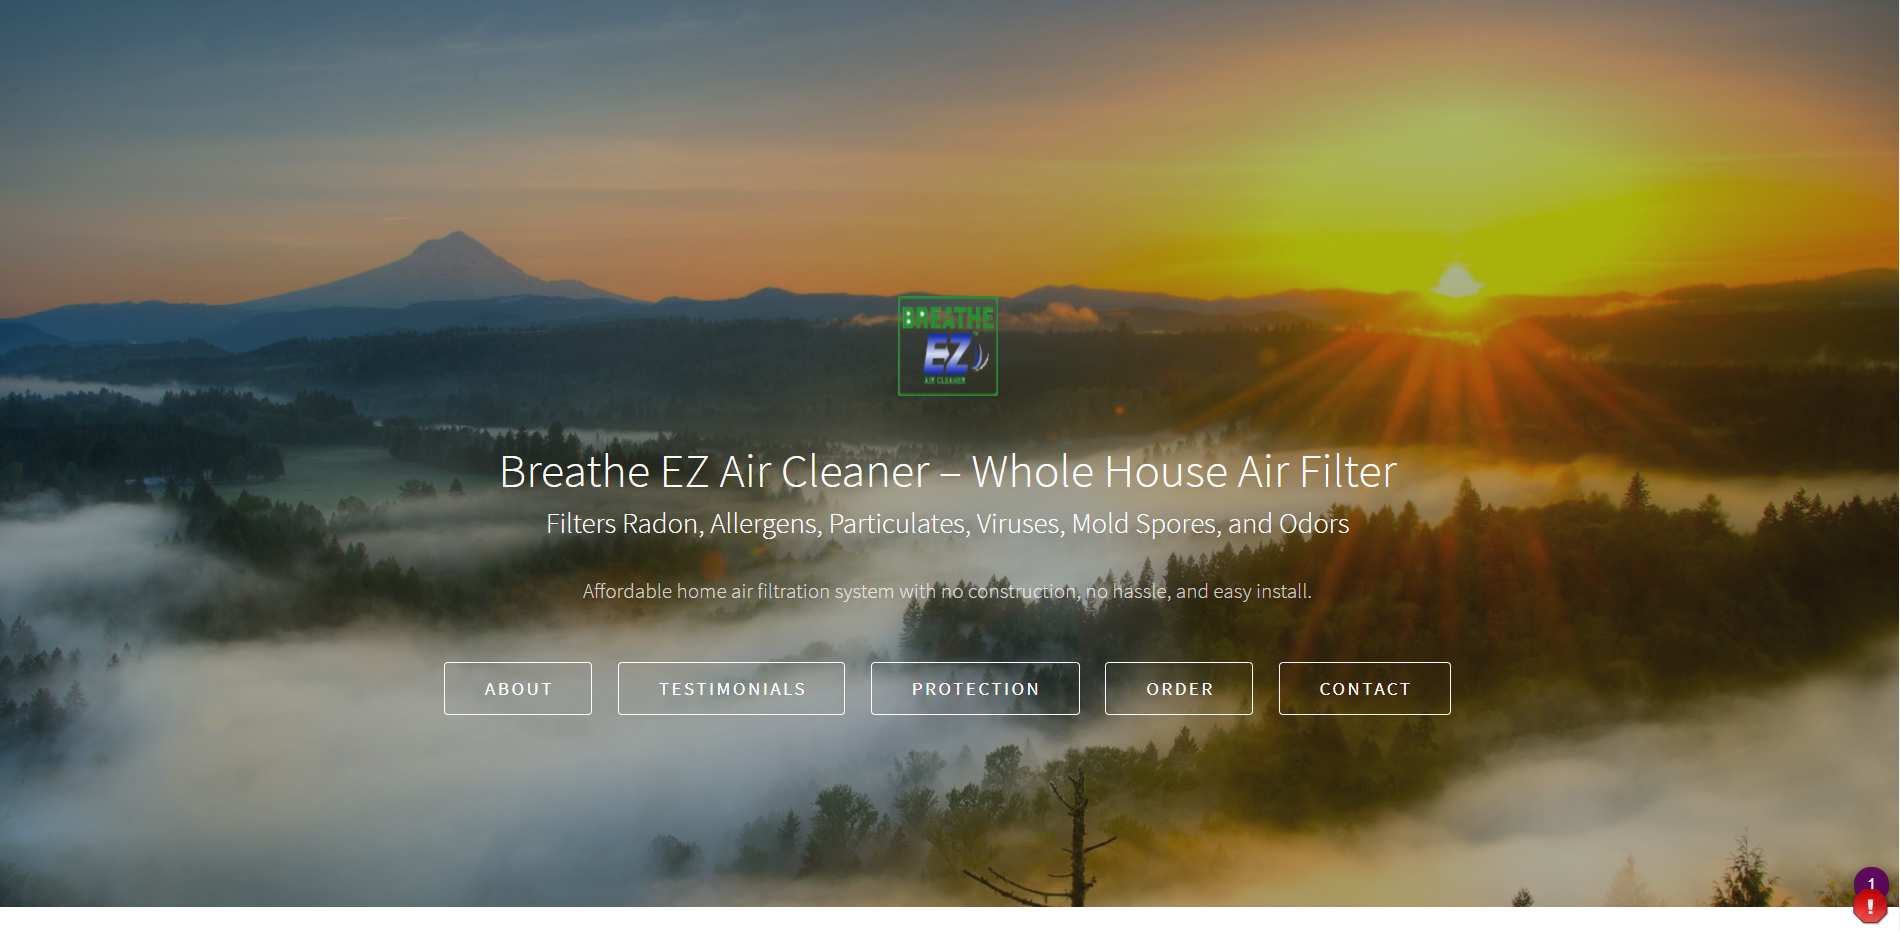 BREATHE
EZ
AIR CLEANER
Breathe EZ Air Cleaner – Whole House Air Filter
Filters Radon, Allergens, Particulates, Viruses, Mold Spores, and Odors
Affordable home air filtration system with no construction, no hassle, and easy install.
ABOUT TESTIMONIALS PROTECTION ORDER CONTACT
1
!